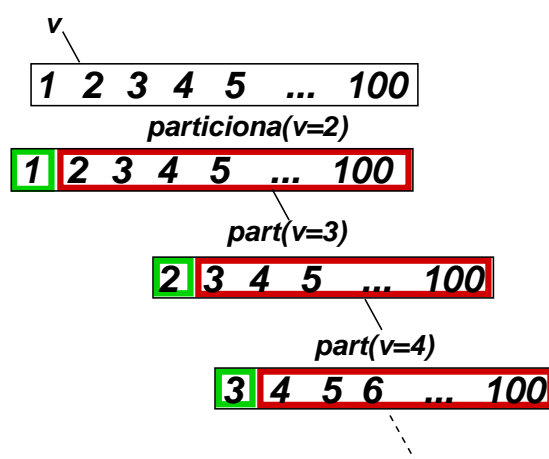 v
1 2 3 4 5 ... 100
particiona(v=2)
1 2 3 4 5 ... 100
part(v=3)
2 3 4 5 ... 100
part(v=4)
3 4 5 6 ... 100